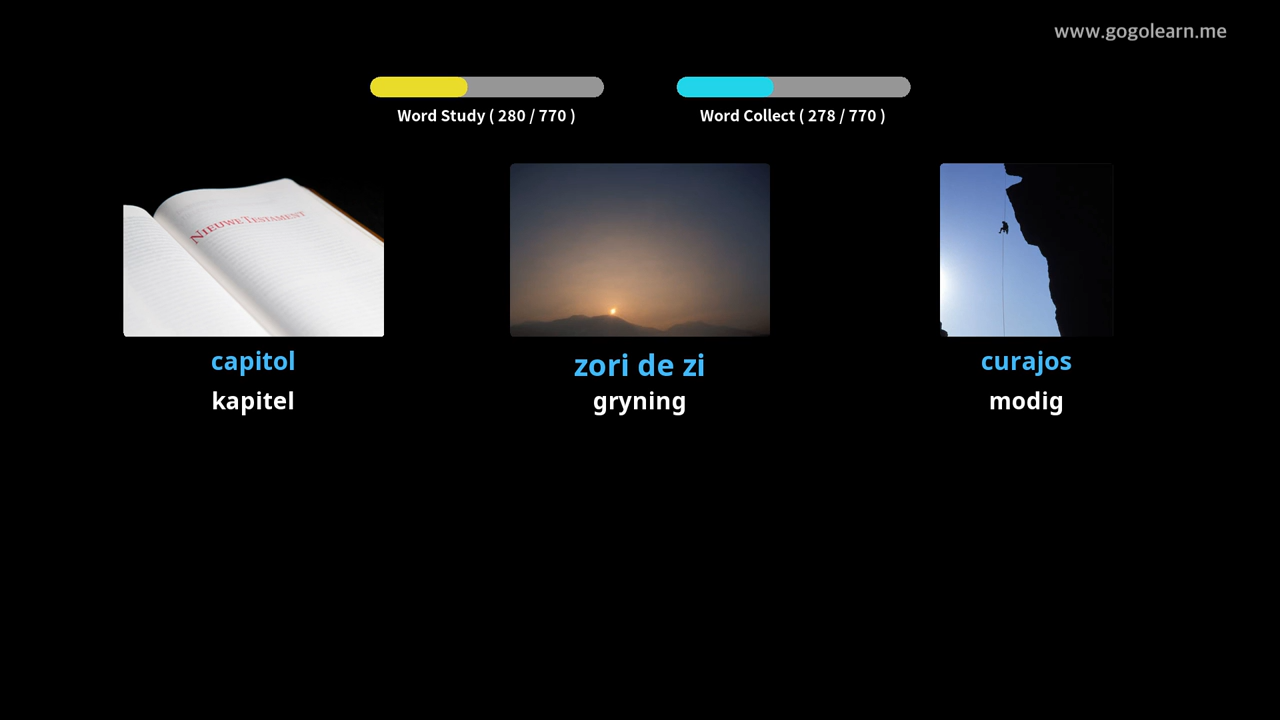 www.gogolearn.me
Word Study ( 280 / 770 )
Word Collect ( 278 / 770 )
NIEUWE TESTAMENT
capitol
zori de zi
curajos
kapitel
gryning
modig